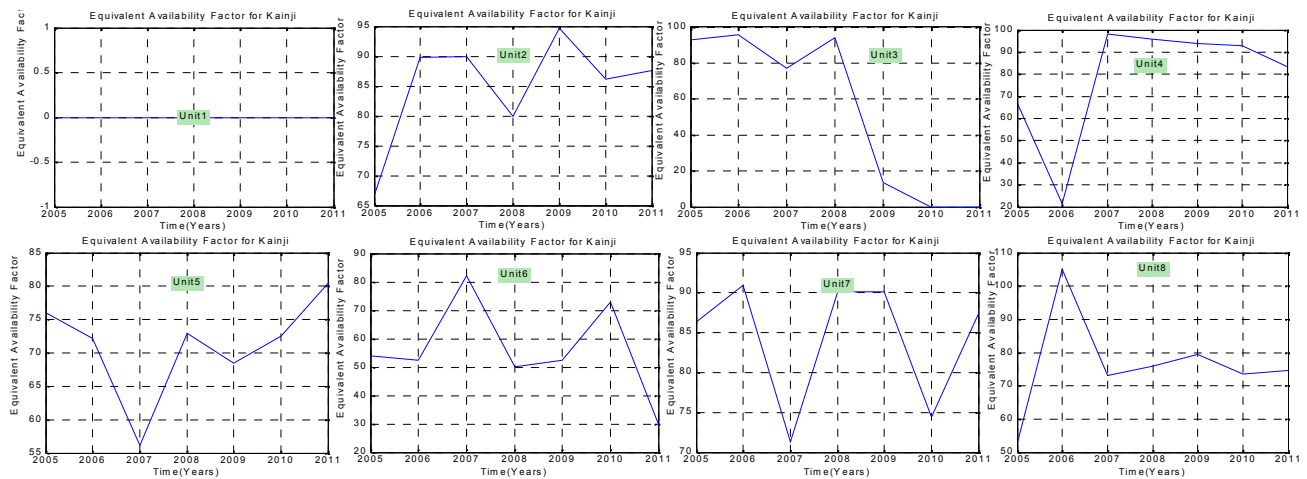 Equivalent Availability Factor for Kainji
Equivalent Availability Factor
1
0.5
0
-0.5
-1
Unit1
2005 2006 2007 2008 2009 2010 2011
Time(Years)
Equivalent Availability Factor for Kainji
Equivalent Availability Factor
95
90
85
80
75
70
65
Unit2
2005 2006 2007 2008 2009 2010 2011
Time(Years)
Equivalent Availability Factor for Kainji
Equivalent Availability Factor
100
80
60
40
20
0
Unit3
2005 2006 2007 2008 2009 2010 2011
Time(Years)
Equivalent Availability Factor for Kainji
Equivalent Availability Factor
100
90
80
70
60
50
40
30
20
Unit4
2005 2006 2007 2008 2009 2010 2011
Time(Years)
Equivalent Availability Factor for Kainji
Equivalent Availability Factor
85
80
75
70
65
60
55
Unit5
2005 2006 2007 2008 2009 2010 2011
Time(Years)
Equivalent Availability Factor for Kainji
Equivalent Availability Factor
90
80
70
60
50
40
30
20
Unit6
2005 2006 2007 2008 2009 2010 2011
Time(Years)
Equivalent Availability Factor for Kainji
Equivalent Availability Factor
95
90
85
80
75
70
Unit7
2005 2006 2007 2008 2009 2010 2011
Time(Years)
Equivalent Availability Factor for Kainji
Equivalent Availability Factor
110
100
90
80
70
60
50
Unit8
2005 2006 2007 2008 2009 2010 2011
Time(Years)